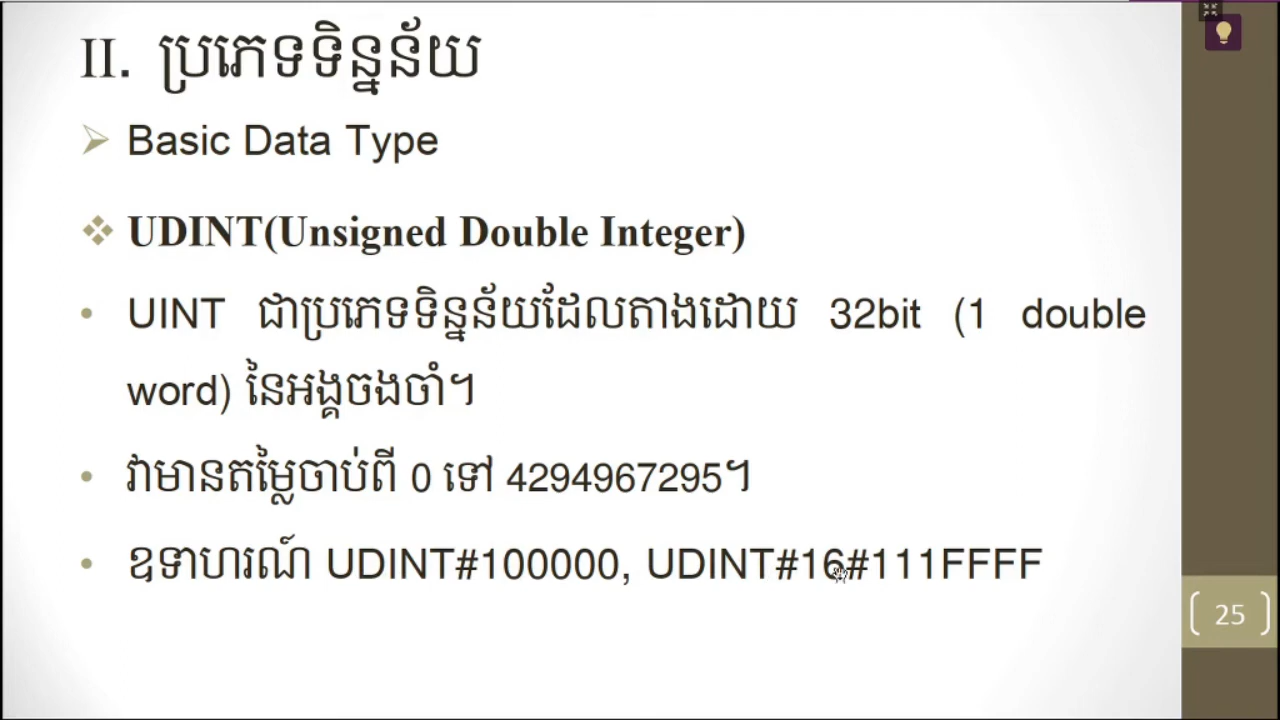 II. ប្រភេទទិន្នន័យ
Basic Data Type
UDINT(Unsigned Double Integer)
UINT ជាប្រភេទទិន្នន័យដែលតាងដោយ 32bit (1 double
word) នៃអង្គចងចាំ។
វាមានតម្លៃចាប់ពី 0 ទៅ 4294967295។
ឧទាហរណ៍ UDINT#100000, UDINT#16#111FFFF
25